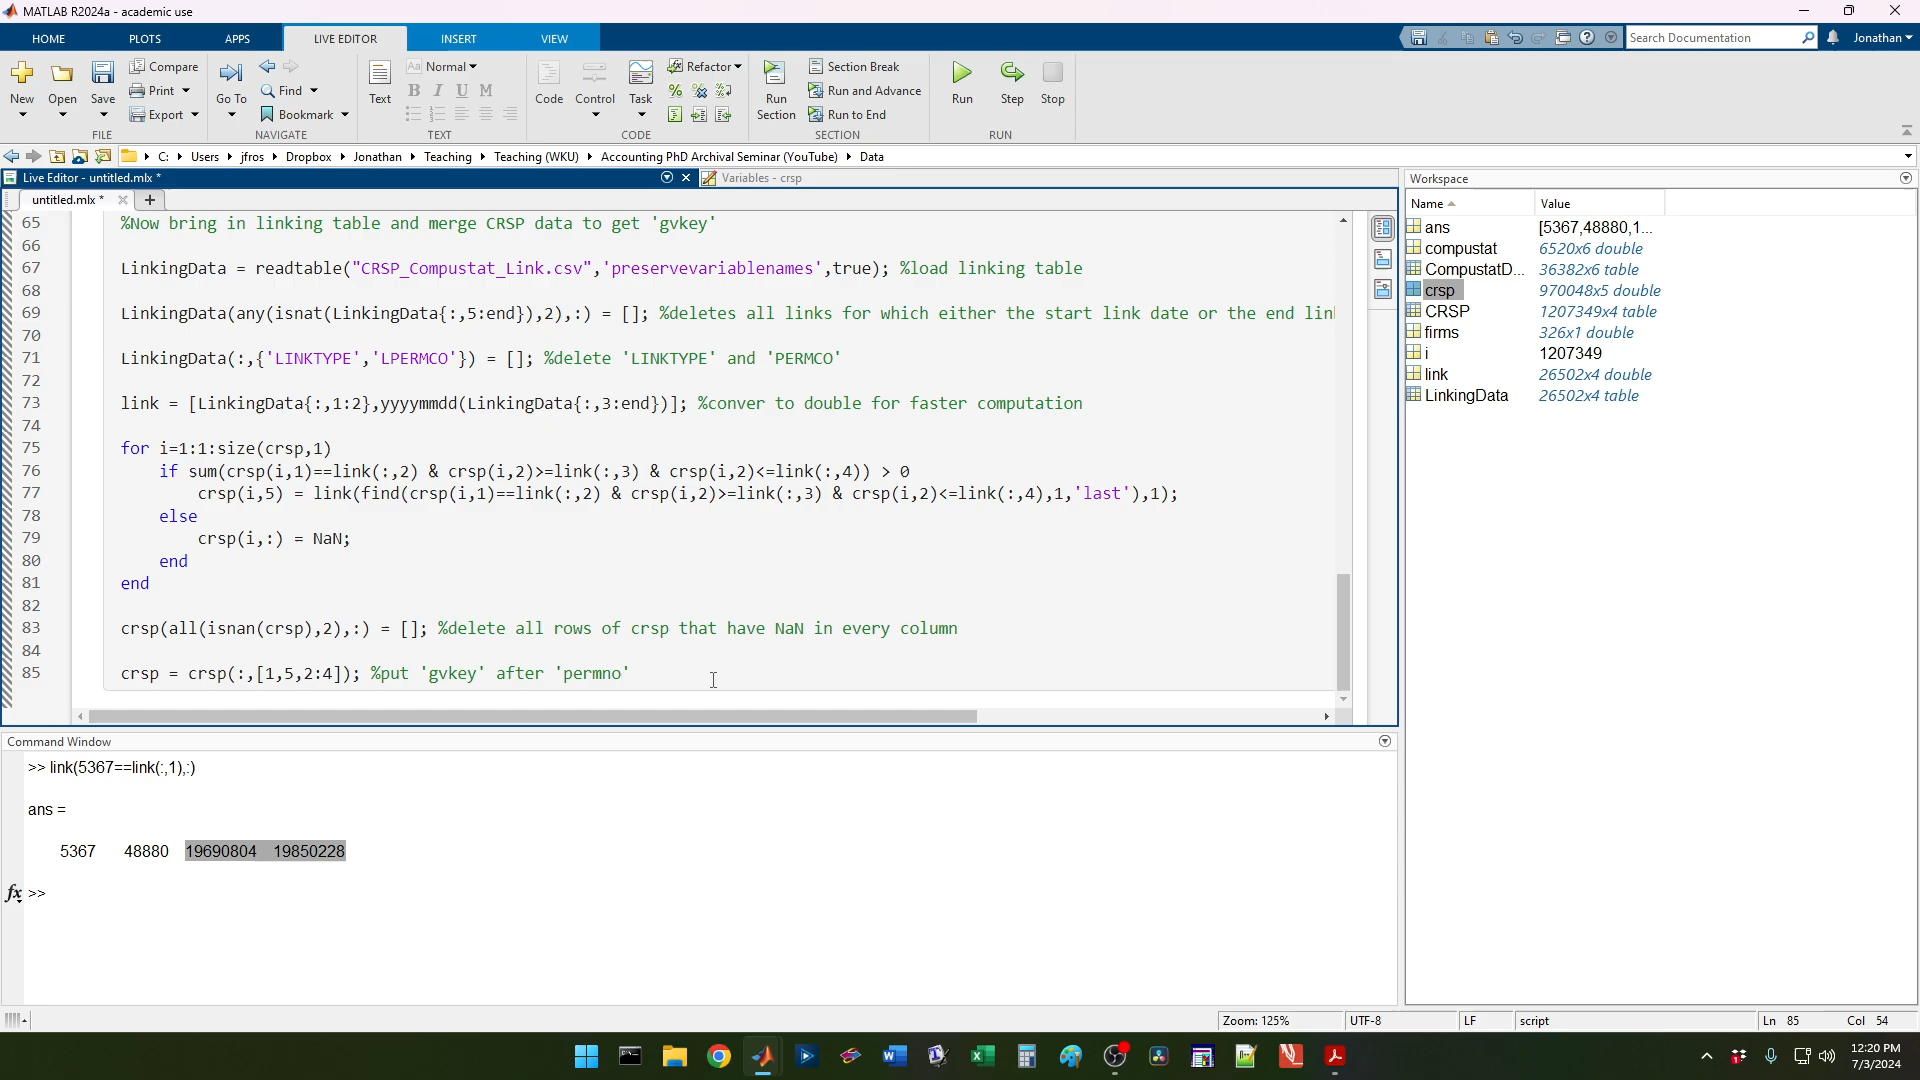 MATLAB R2024a - academic use
HOME PLOTS APPS LIVE EDITOR INSERT VIEW
Search Documentation
Jonathan
New
Open
Save
Compare
Print
Export
FILE
Go To
Find
Bookmark
NAVIGATE
Text
Aa Normal
B I U M
TEXT
Code
Control
Task
Refactor
CODE
Run Section
Section Break
Run and Advance
Run to End
SECTION
Run
Step
Stop
RUN
C: Users jfros Dropbox Jonathan Teaching Teaching (WKU) Accounting PhD Archival Seminar (YouTube) Data
Live Editor - untitled.mlx *
Variables - crsp
untitled.mlx *
65 %Now bring in linking table and merge CRSP data to get 'gvkey'
66
67 LinkingData = readtable("CRSP_Compustat_Link.csv",'preservevariablenames',true); %load linking table
68
69 LinkingData(any(isnat(LinkingData{:,5:end}),2),:) = []; %deletes all links for which either the start link date or the end lin
70
71 LinkingData(:,{'LINKTYPE','LPERMCO'}) = []; %delete 'LINKTYPE' and 'PERMCO'
72
73 link = [LinkingData{:,1:2},yyyymmdd(LinkingData{:,3:end})]; %conver to double for faster computation
74
75 for i=1:1:size(crsp,1)
76 if sum(crsp(i,1)==link(:,2) & crsp(i,2)>=link(:,3) & crsp(i,2)<=link(:,4)) > 0
77 crsp(i,5) = link(find(crsp(i,1)==link(:,2) & crsp(i,2)>=link(:,3) & crsp(i,2)<=link(:,4),1,'last'),1);
78 else
79 crsp(i,:) = NaN;
80 end
81 end
82
83 crsp(all(isnan(crsp),2),:) = []; %delete all rows of crsp that have NaN in every column
84
85 crsp = crsp(:,[1,5,2:4]); %put 'gvkey' after 'permno'
Command Window
>> link(5367==link(:,1),:)
ans =
5367 48880 19690804 19850228
fx >>
Workspace
Name Value
ans [5367,48880,1...
compustat 6520x6 double
CompustatD... 36382x6 table
crsp 970048x5 double
CRSP 1207349x4 table
firms 326x1 double
i 1207349
link 26502x4 double
LinkingData 26502x4 table
Zoom: 125% UTF-8 LF script Ln 85 Col 54
12:20 PM
7/3/2024